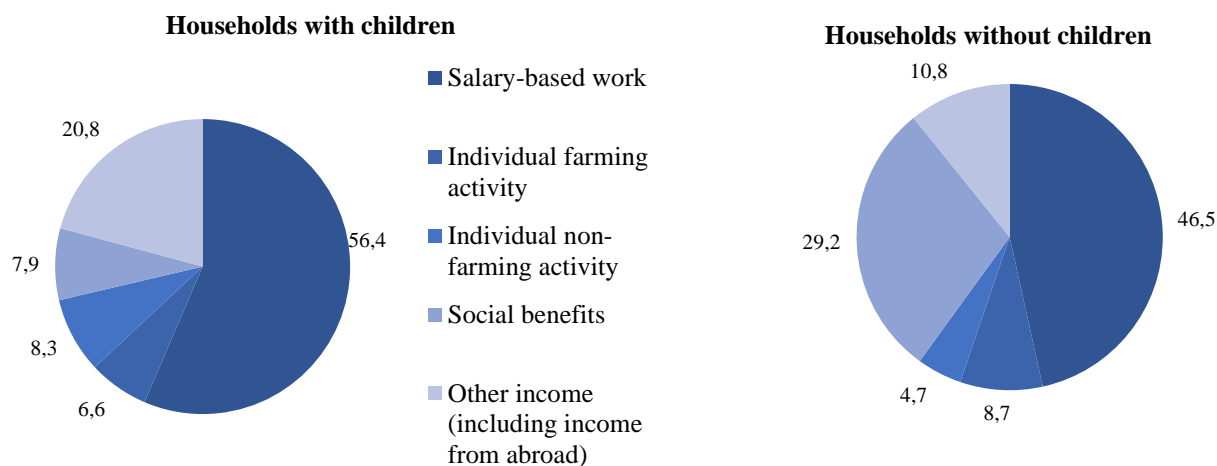 Households with children
20,8
56,4
7,9
8,3
6,6
Salary-based work
Individual farming
activity
Individual non-
farming activity
Social benefits
Other income
(including income
from abroad)
Households without children
10,8
46,5
29,2
4,7
8,7